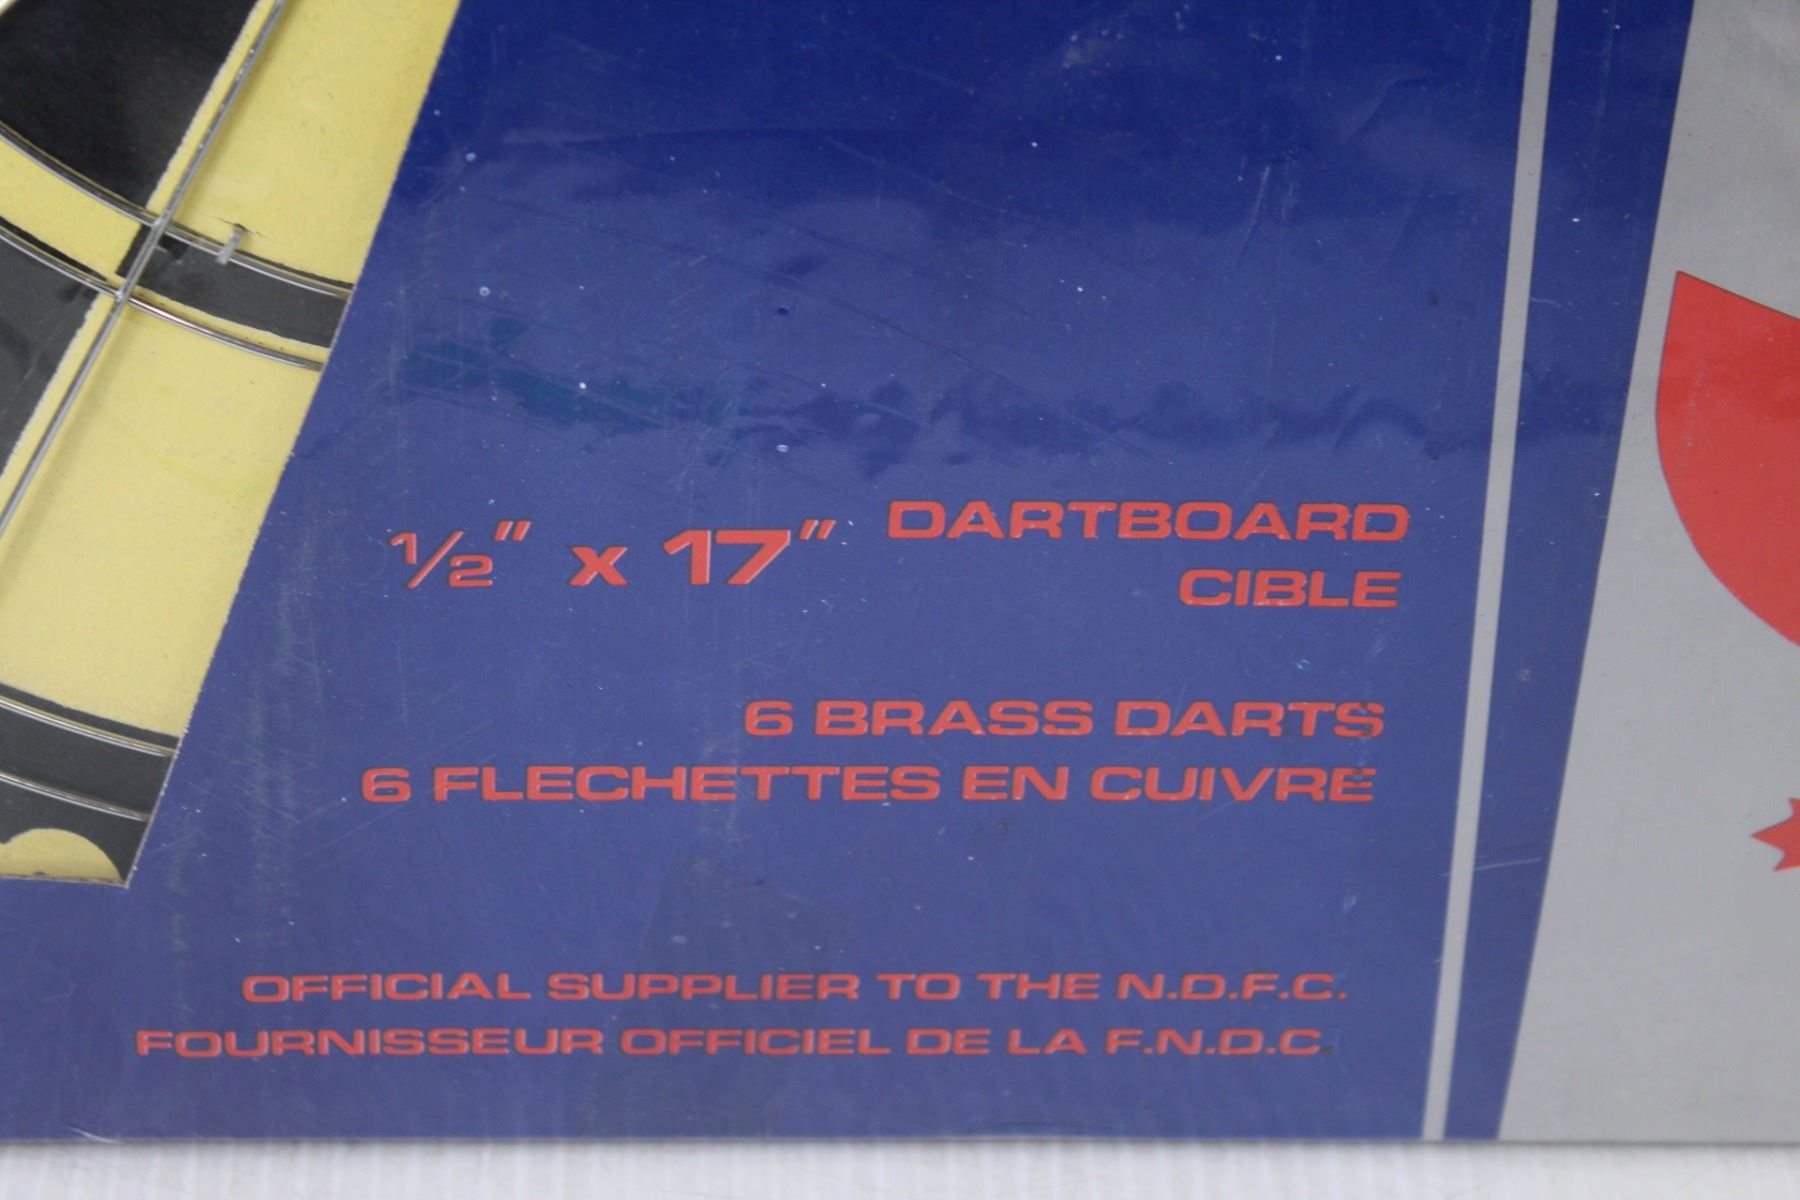 ½" x 17" DARTBOARD
CIBLE
6 BRASS DARTS
6 FLECHETTES EN CUIVRE
OFFICIAL SUPPLIER TO THE N.D.F.C.
FOURNISSEUR OFFICIEL DE LA F.N.D.C.